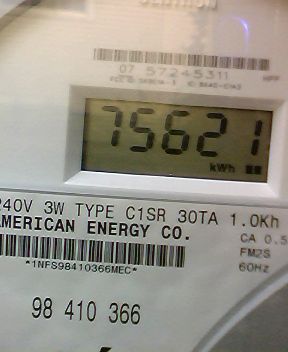 07 57245311
75621
kWh
240V 3W TYPE C1SR 30TA 1.0Kh
AMERICAN ENERGY CO.
CA 0.5
FM2S
60Hz
*1NFS98410366MEC*
98 410 366